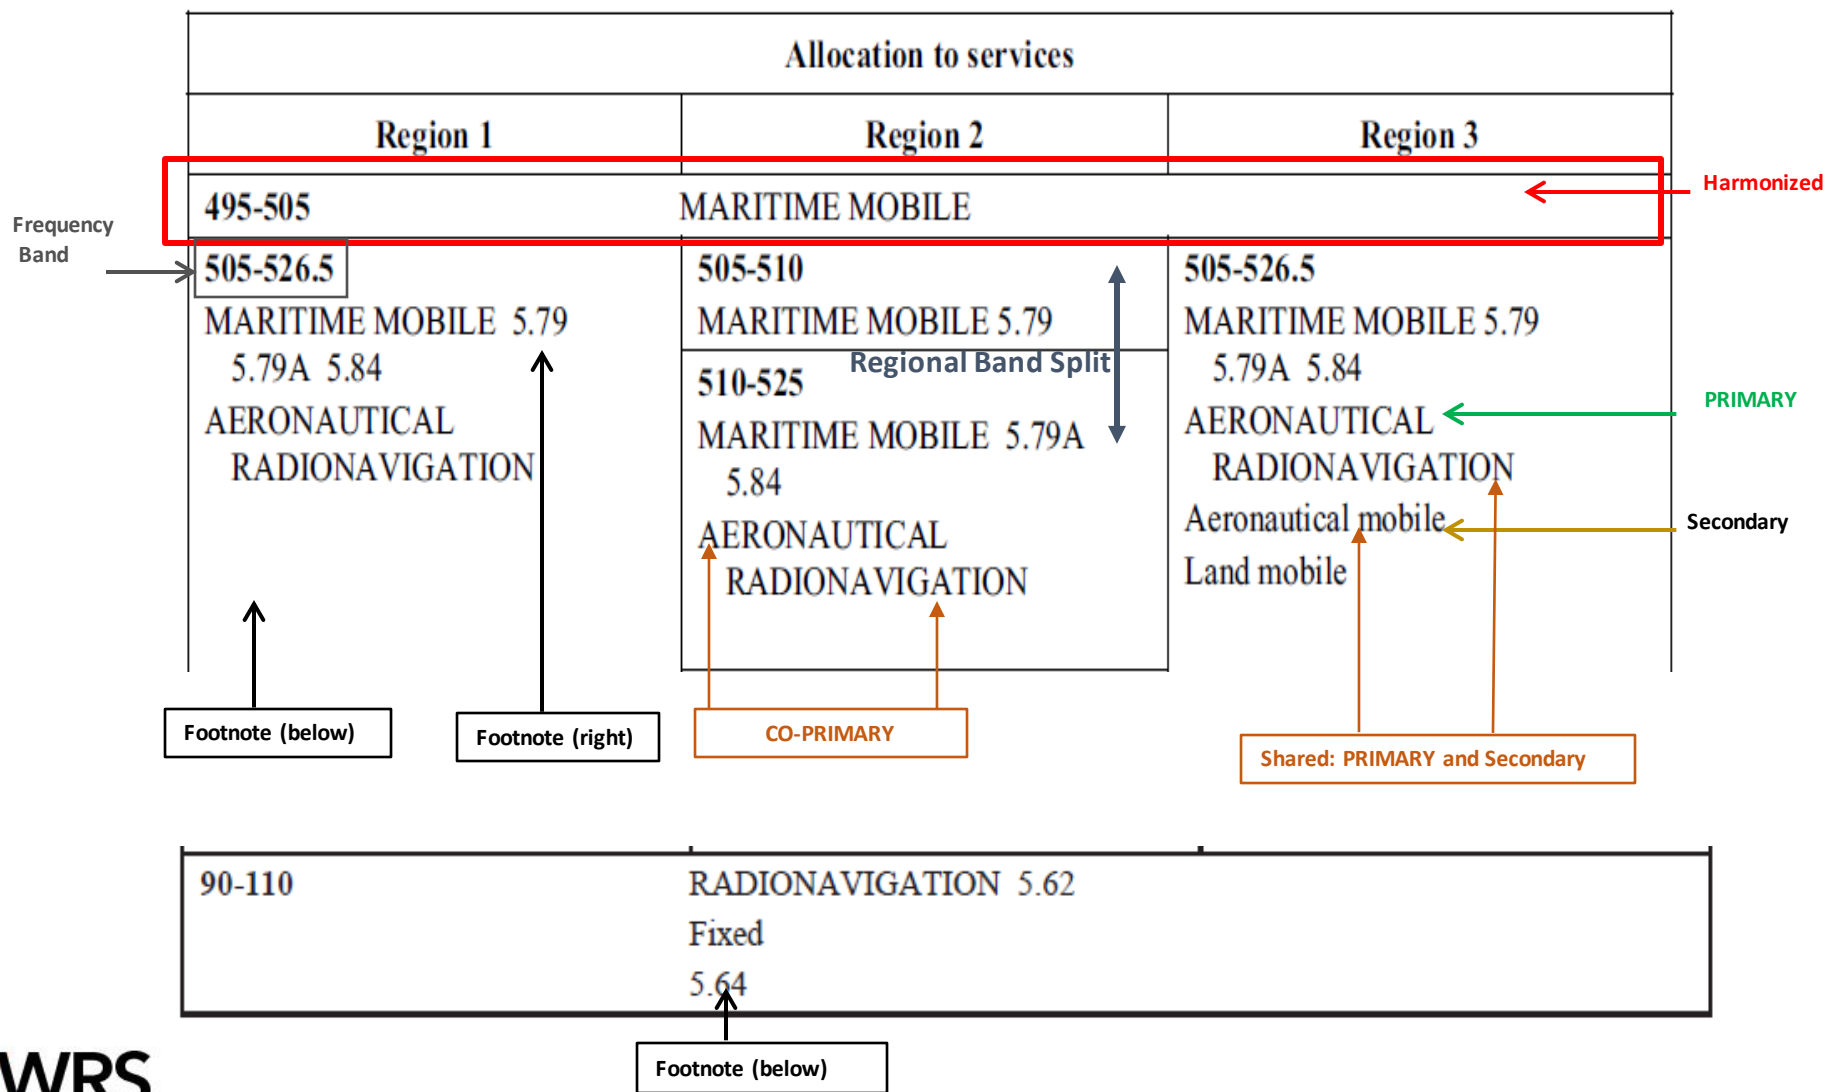 Allocation to services
Region 1
Region 2
Region 3
495-505
MARITIME MOBILE
Harmonized
Frequency
Band
505-526.5
MARITIME MOBILE 5.79
5.79A 5.84
AERONAUTICAL
RADIONAVIGATION
505-510
MARITIME MOBILE 5.79
Regional Band Split
510-525
MARITIME MOBILE 5.79A
5.84
AERONAUTICAL
RADIONAVIGATION
505-526.5
MARITIME MOBILE 5.79
5.79A 5.84
AERONAUTICAL
RADIONAVIGATION
Aeronautical mobile
Land mobile
PRIMARY
Secondary
Footnote (below)
Footnote (right)
CO-PRIMARY
Shared: PRIMARY and Secondary
90-110
RADIONAVIGATION 5.62
Fixed
5.64
Footnote (below)
WRS